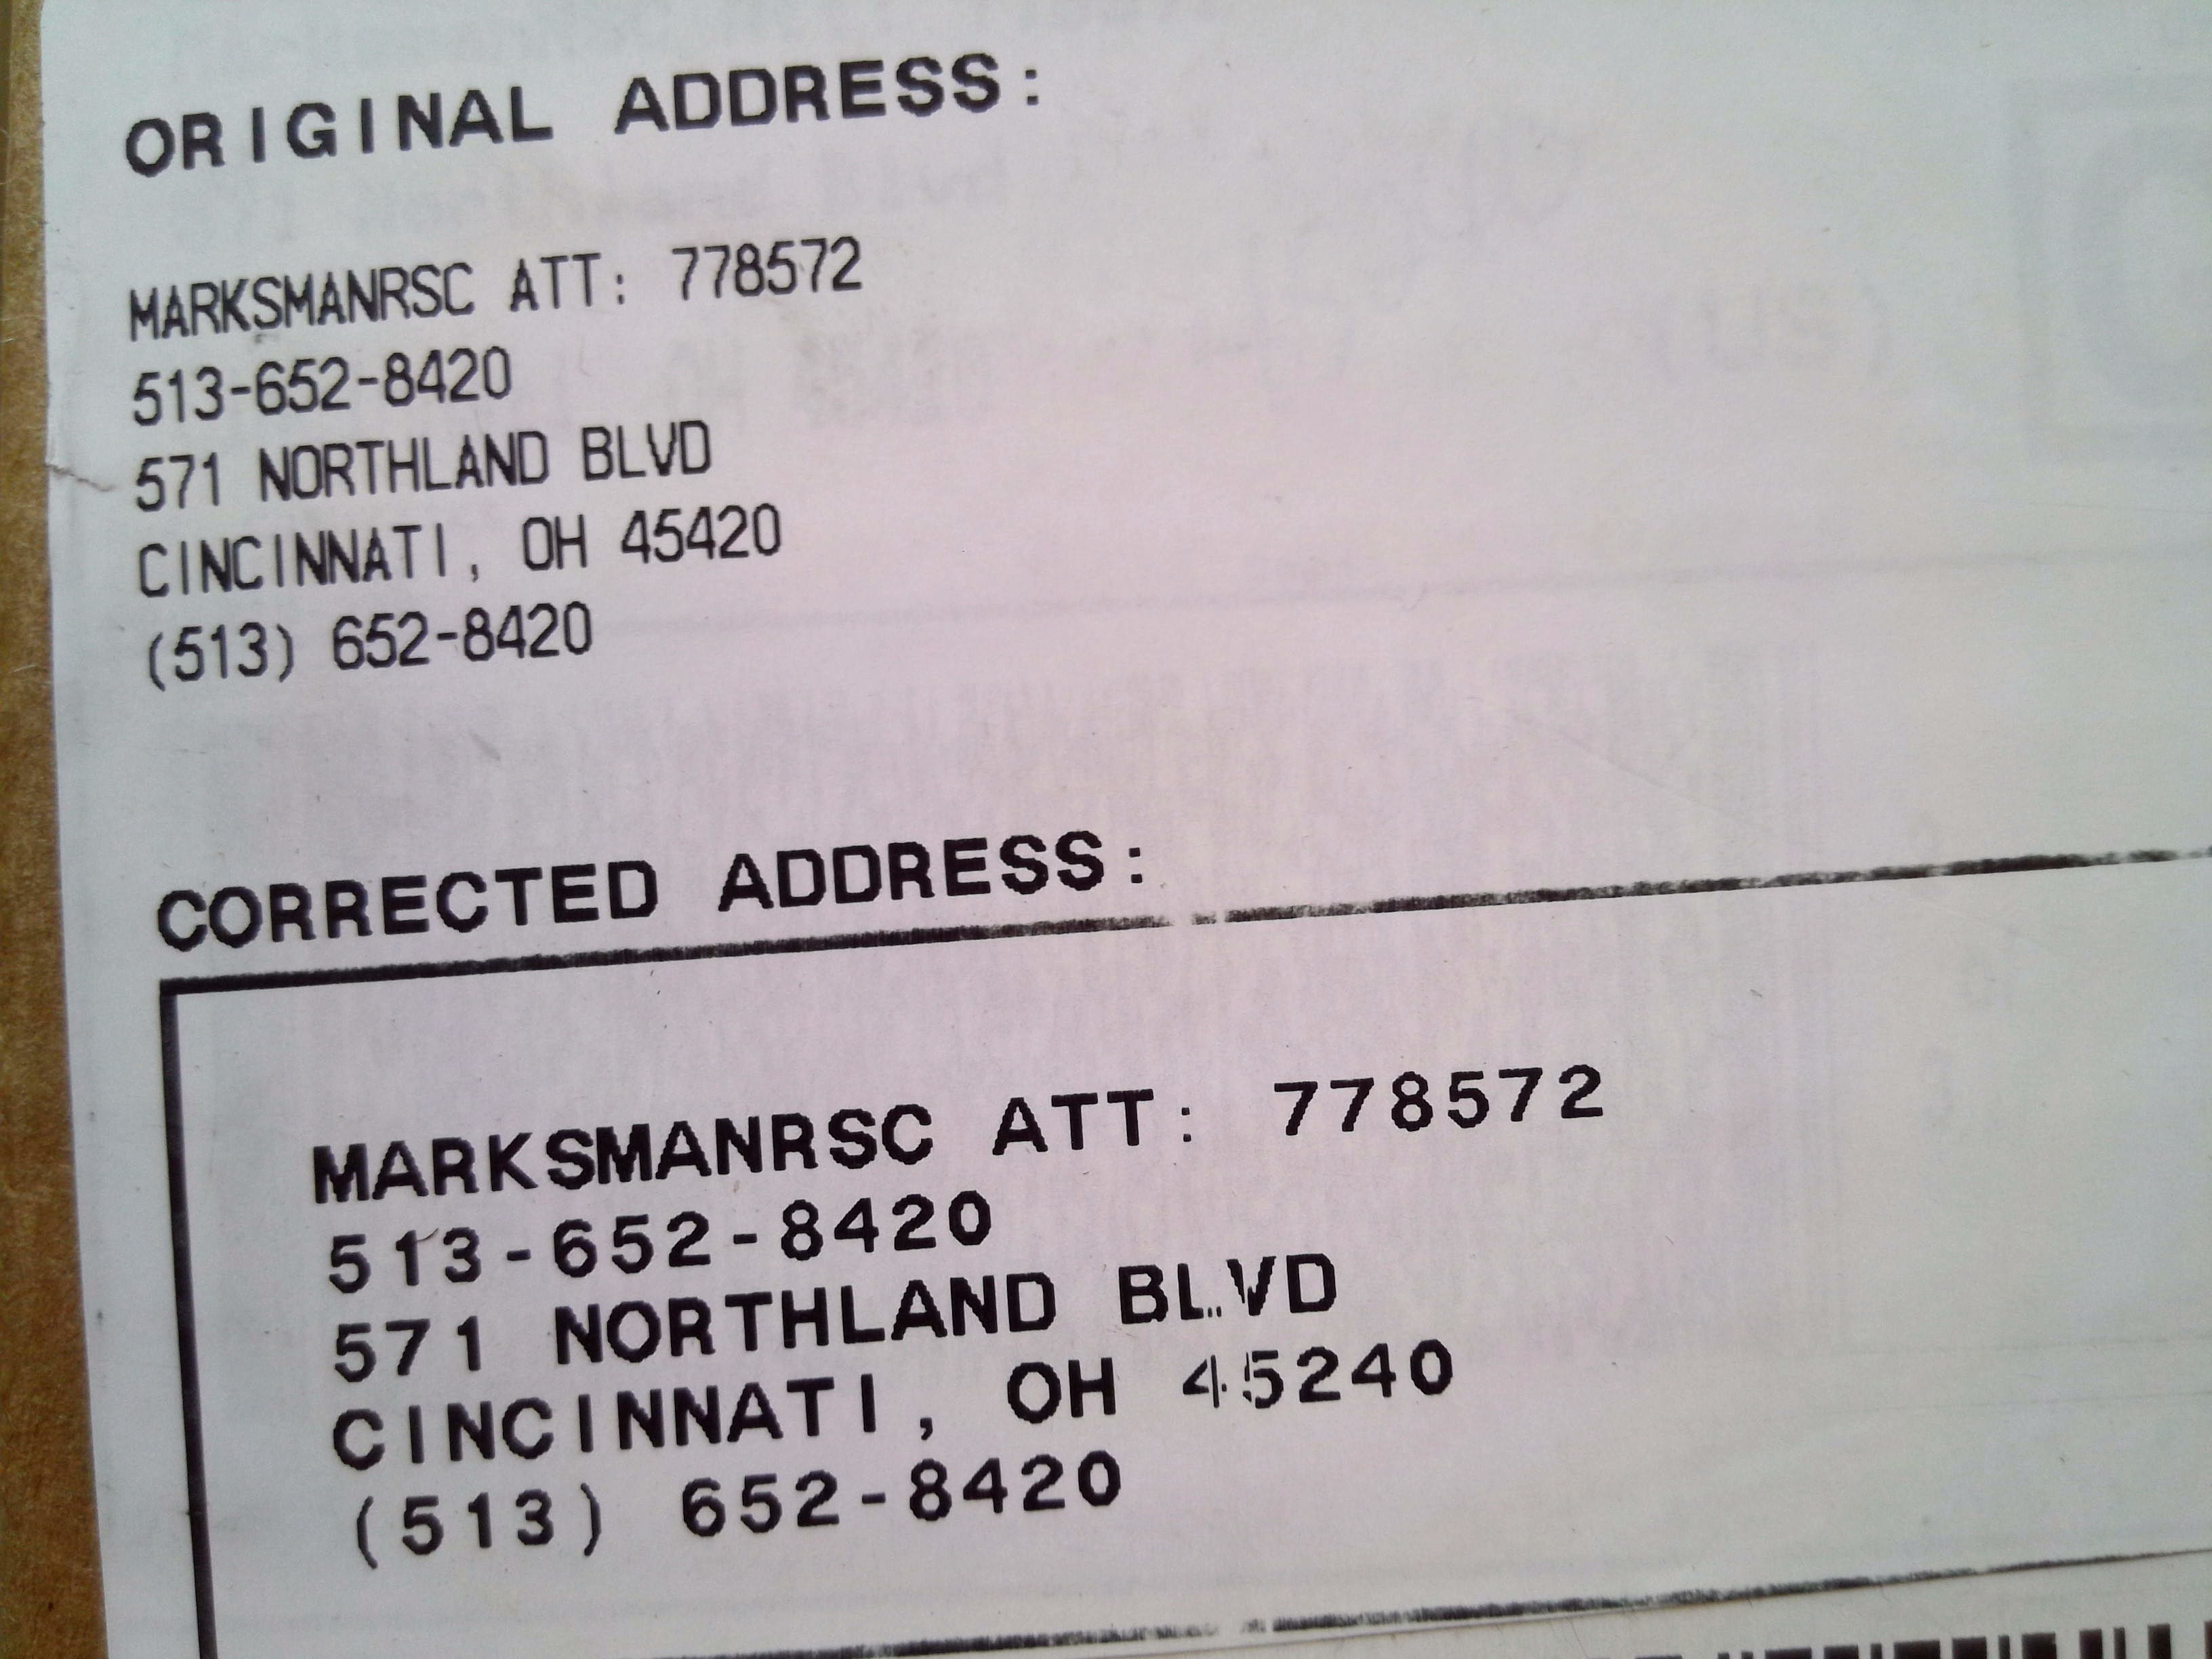 ORIGINAL ADDRESS:
MARKSMANRSC ATT: 778572
513-652-8420
571 NORTHLAND BLVD
CINCINNATI, OH 45420
(513) 652-8420
CORRECTED ADDRESS:
MARKSMANRSC ATT: 778572
513-652-8420
571 NORTHLAND BLVD
CINCINNATI, OH 45240
(513) 652-8420